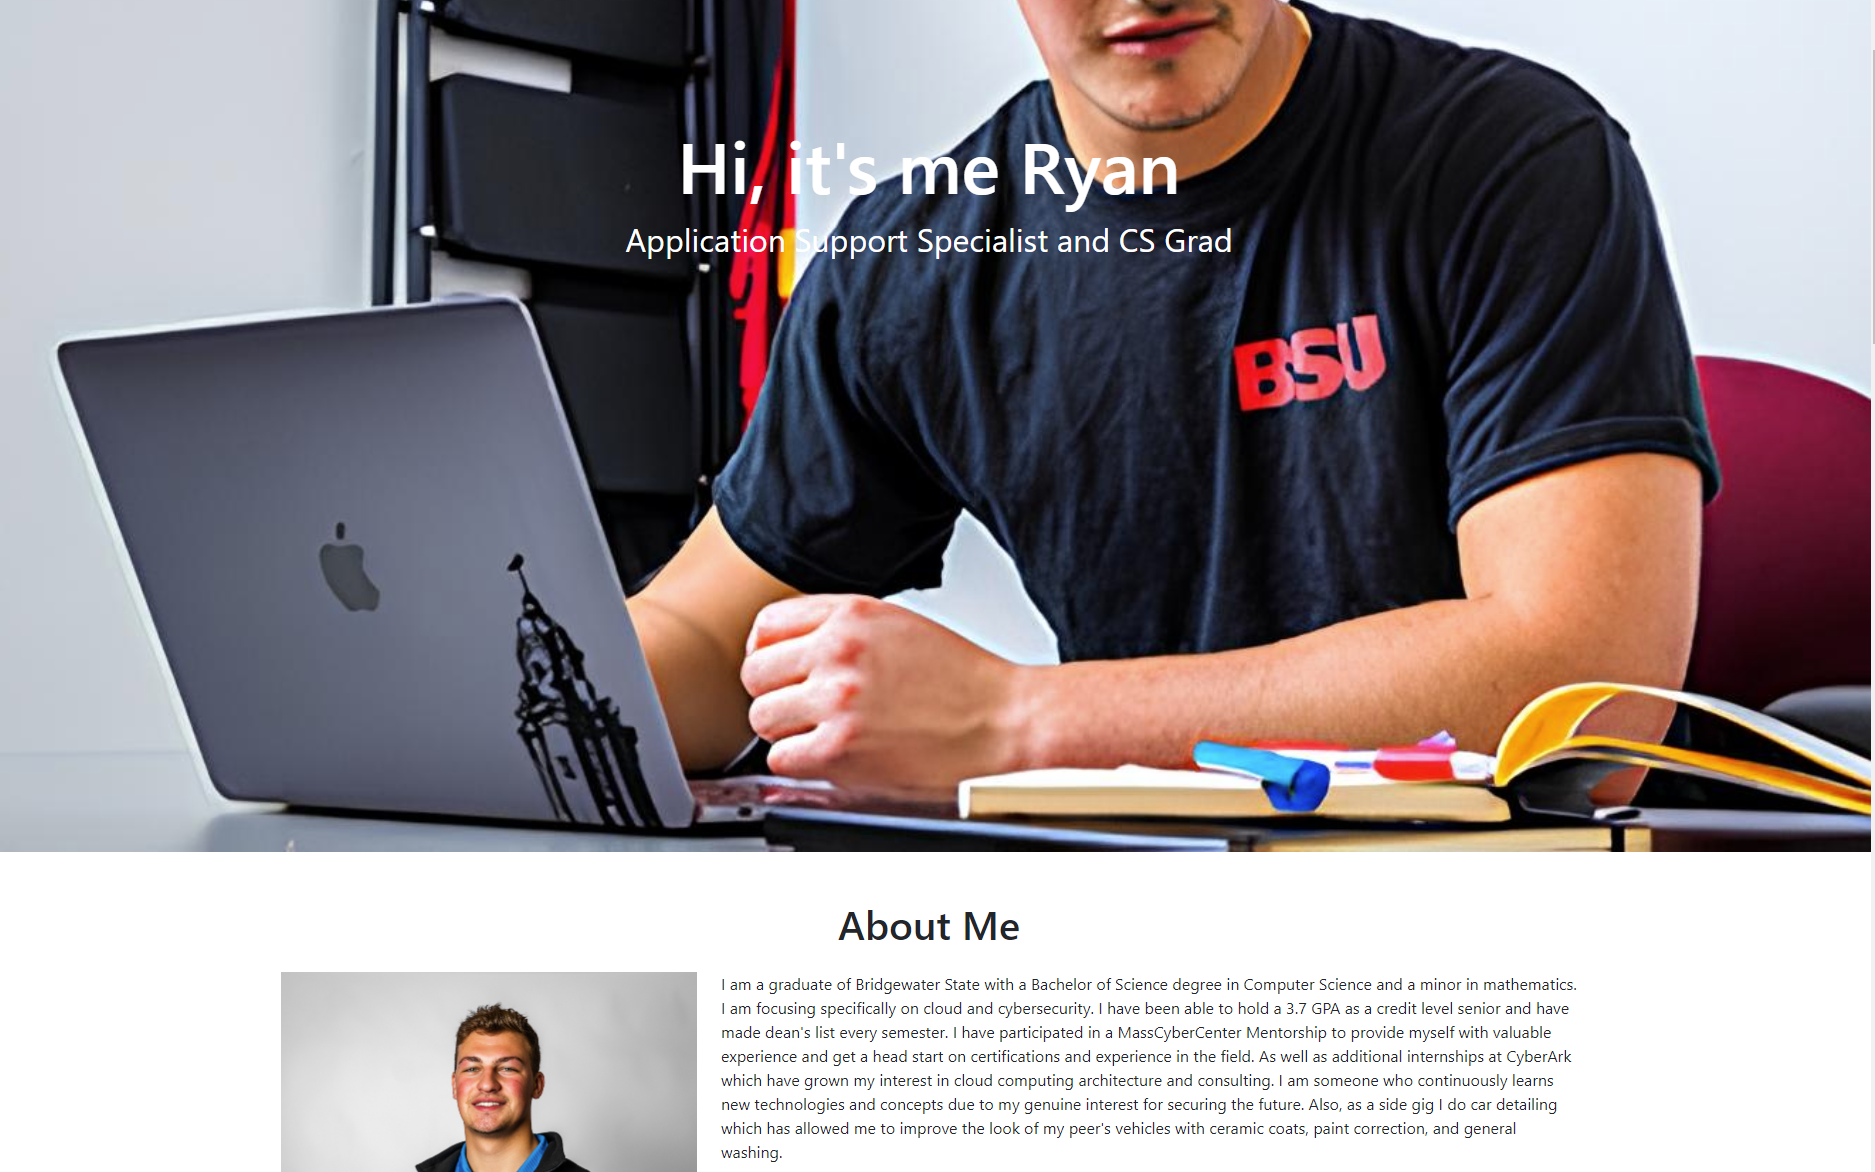 Hi, it's me Ryan
Application Support Specialist and CS Grad
BSU
About Me
I am a graduate of Bridgewater State with a Bachelor of Science degree in Computer Science and a minor in mathematics.
I am focusing specifically on cloud and cybersecurity. I have been able to hold a 3.7 GPA as a credit level senior and have
made dean's list every semester. I have participated in a MassCyberCenter Mentorship to provide myself with valuable
experience and get a head start on certifications and experience in the field. As well as additional internships at CyberArk
which have grown my interest in cloud computing architecture and consulting. I am someone who continuously learns
new technologies and concepts due to my genuine interest for securing the future. Also, as a side gig I do car detailing
which has allowed me to improve the look of my peer's vehicles with ceramic coats, paint correction, and general
washing.